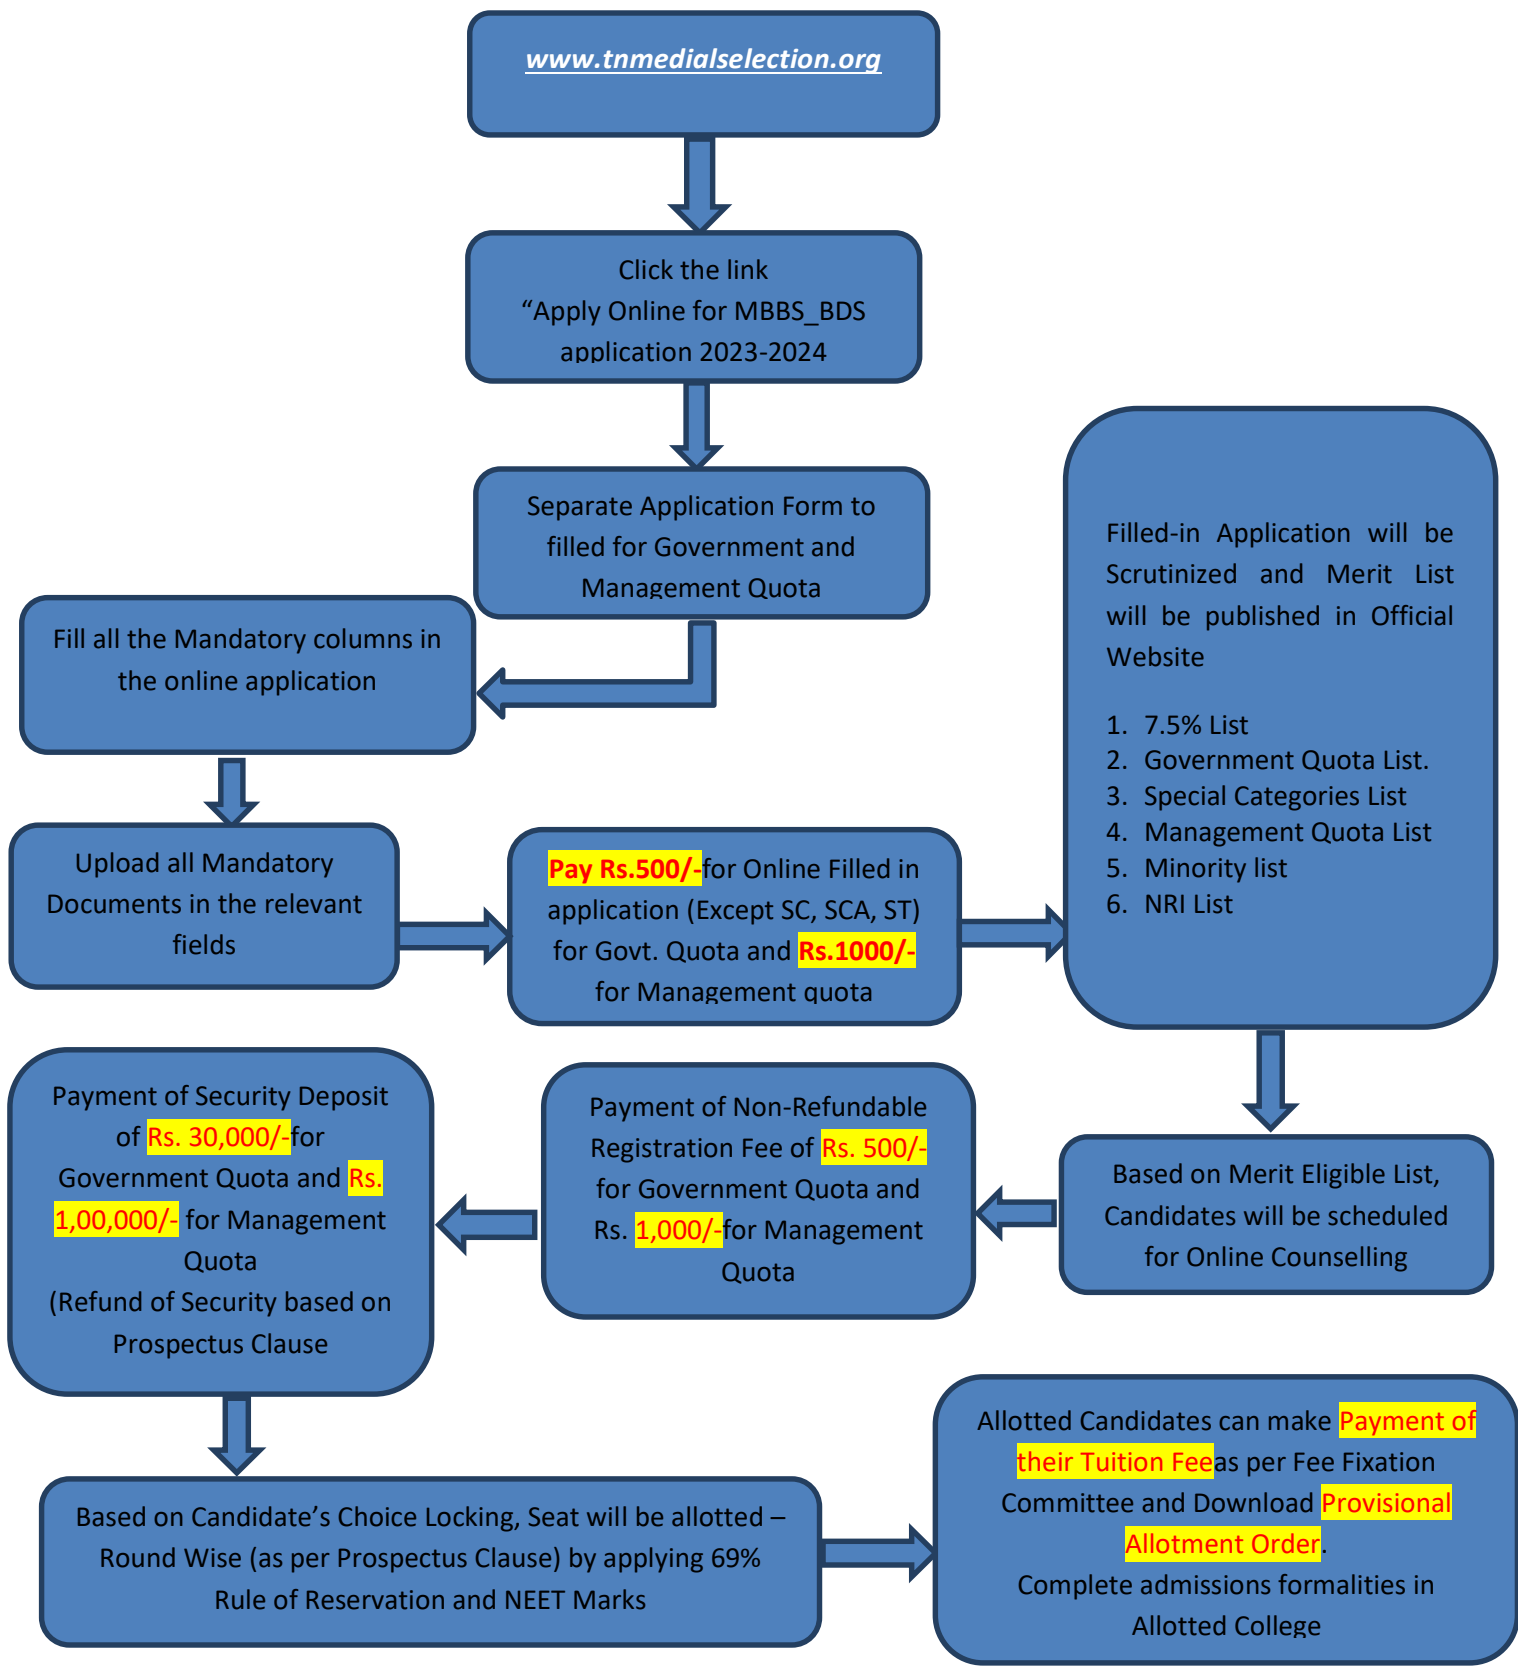 www.tnmedialselection.org
Click the link
“Apply Online for MBBS_BDS
application 2023-2024
Separate Application Form to
filled for Government and
Management Quota
Fill all the Mandatory columns in
the online application
Upload all Mandatory
Documents in the relevant
fields
Pay Rs.500/-for Online Filled in
application (Except SC, SCA, ST)
for Govt. Quota and Rs.1000/-
for Management quota
Filled-in Application will be
Scrutinized and Merit List
will be published in Official
Website
1. 7.5% List
2. Government Quota List.
3. Special Categories List
4. Management Quota List
5. Minority list
6. NRI List
Based on Merit Eligible List,
Candidates will be scheduled
for Online Counselling
Payment of Non-Refundable
Registration Fee of Rs. 500/-
for Government Quota and
Rs. 1,000/-for Management
Quota
Payment of Security Deposit
of Rs. 30,000/-for
Government Quota and Rs.
1,00,000/- for Management
Quota
(Refund of Security based on
Prospectus Clause
Based on Candidate’s Choice Locking, Seat will be allotted –
Round Wise (as per Prospectus Clause) by applying 69%
Rule of Reservation and NEET Marks
Allotted Candidates can make Payment of
their Tuition Feeas per Fee Fixation
Committee and Download Provisional
Allotment Order.
Complete admissions formalities in
Allotted College